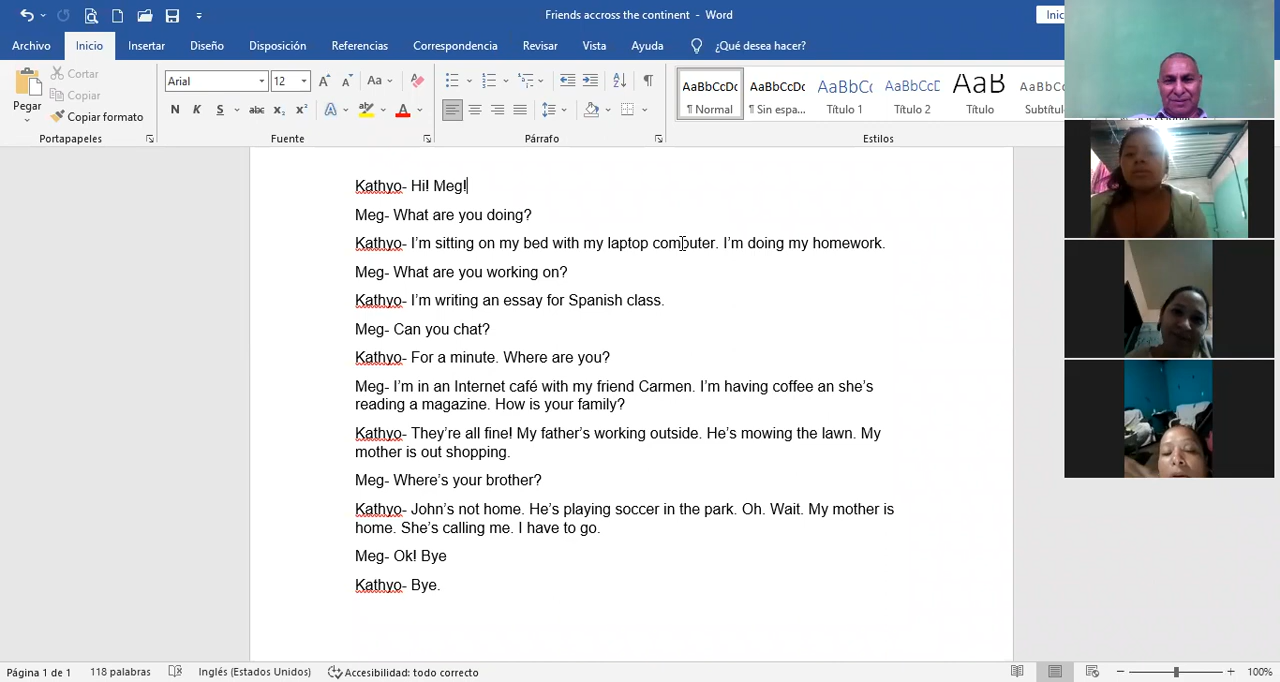 Friends accross the continent - Word
Inic
Archivo Inicio Insertar Diseño Disposición Referencias Correspondencia Revisar Vista Ayuda ¿Qué desea hacer?
Pegar
Cortar
Copiar
Copiar formato
Portapapeles
Arial 12
N K S abc x₂ x² A A
Aa
Fuente
Párrafo
AaBbCcDc AaBbCcDc AaBbCc AaBbCcD AaB AaBbCcD
¶ Normal ¶ Sin espa... Título 1 Título 2 Título Subtítulo
Estilos
Kathyo- Hi! Meg!
Meg- What are you doing?
Kathyo- I’m sitting on my bed with my laptop computer. I’m doing my homework.
Meg- What are you working on?
Kathyo- I’m writing an essay for Spanish class.
Meg- Can you chat?
Kathyo- For a minute. Where are you?
Meg- I’m in an Internet café with my friend Carmen. I’m having coffee an she’s
reading a magazine. How is your family?
Kathyo- They’re all fine! My father’s working outside. He’s mowing the lawn. My
mother is out shopping.
Meg- Where’s your brother?
Kathyo- John’s not home. He’s playing soccer in the park. Oh. Wait. My mother is
home. She’s calling me. I have to go.
Meg- Ok! Bye
Kathyo- Bye.
Página 1 de 1 118 palabras Inglés (Estados Unidos) Accesibilidad: todo correcto 100%